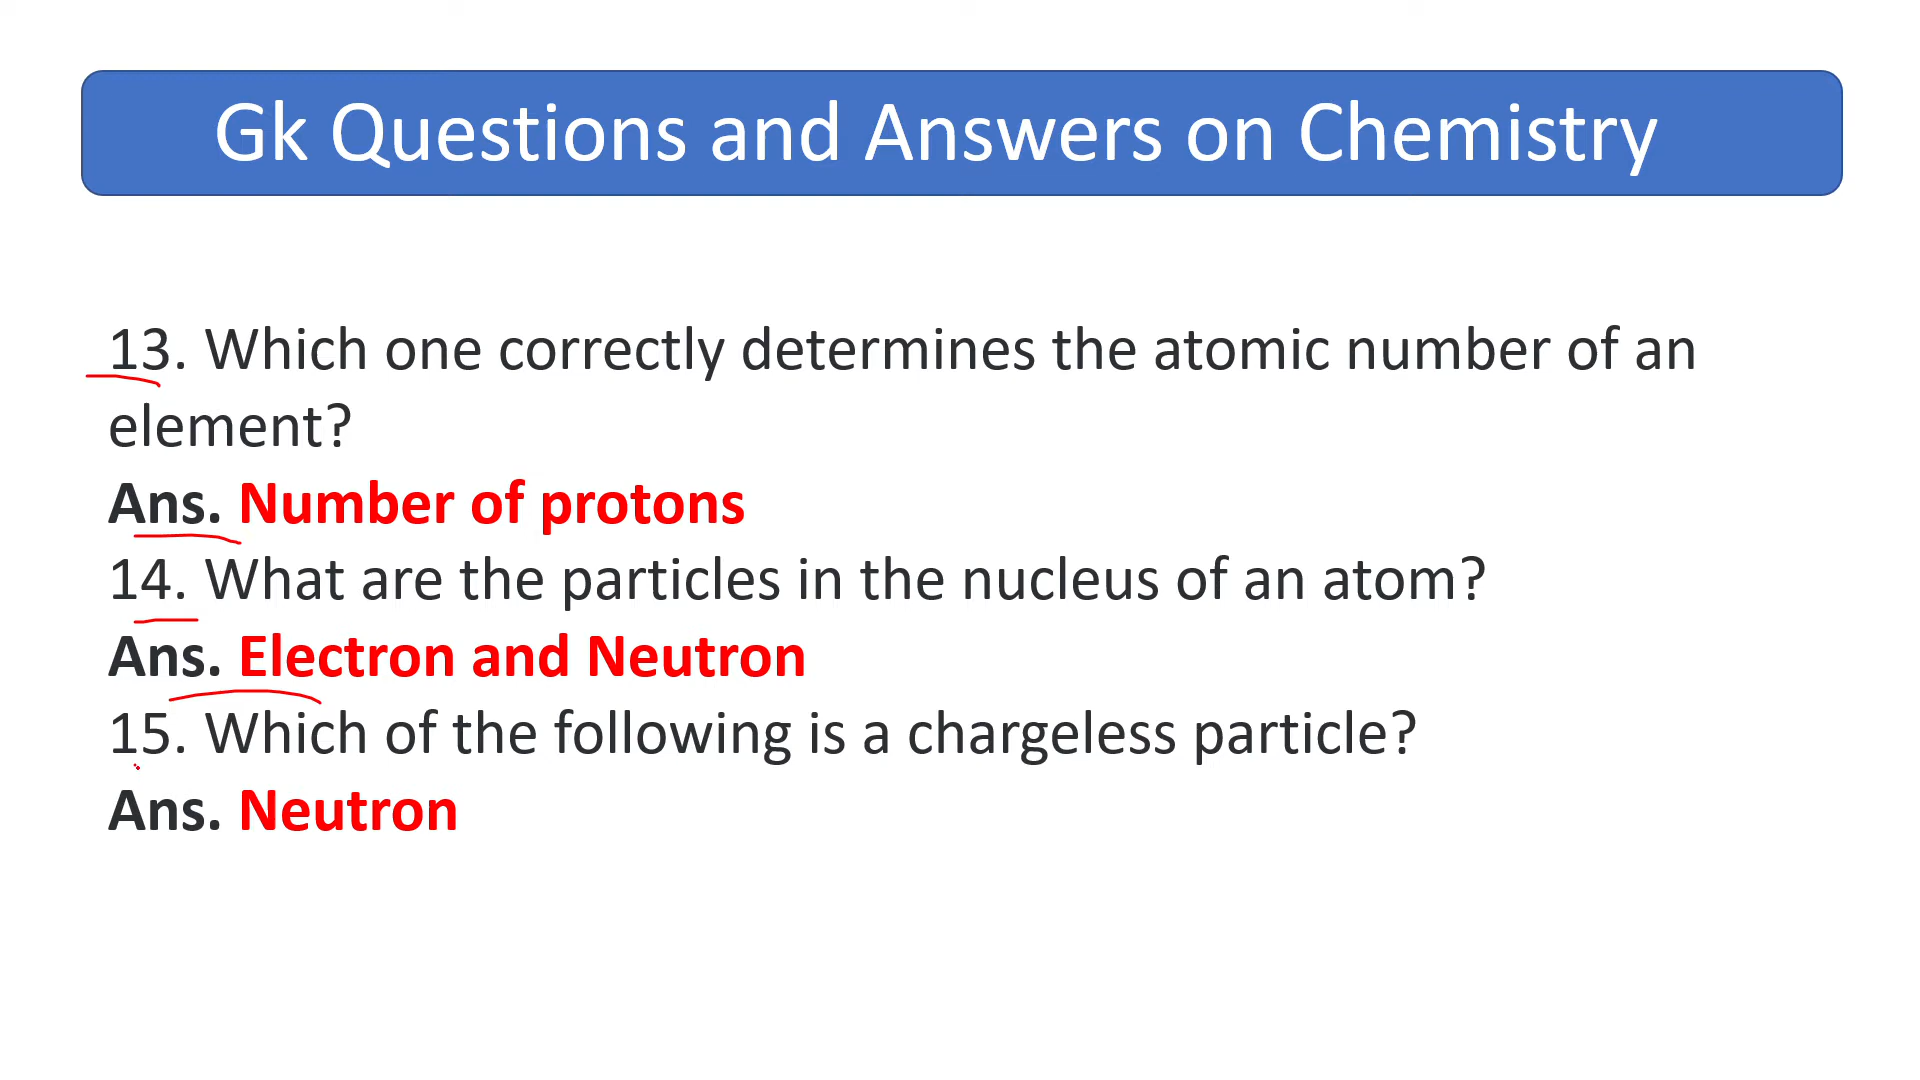 Gk Questions and Answers on Chemistry
13. Which one correctly determines the atomic number of an
element?
Ans. Number of protons
14. What are the particles in the nucleus of an atom?
Ans. Electron and Neutron
15. Which of the following is a chargeless particle?
Ans. Neutron